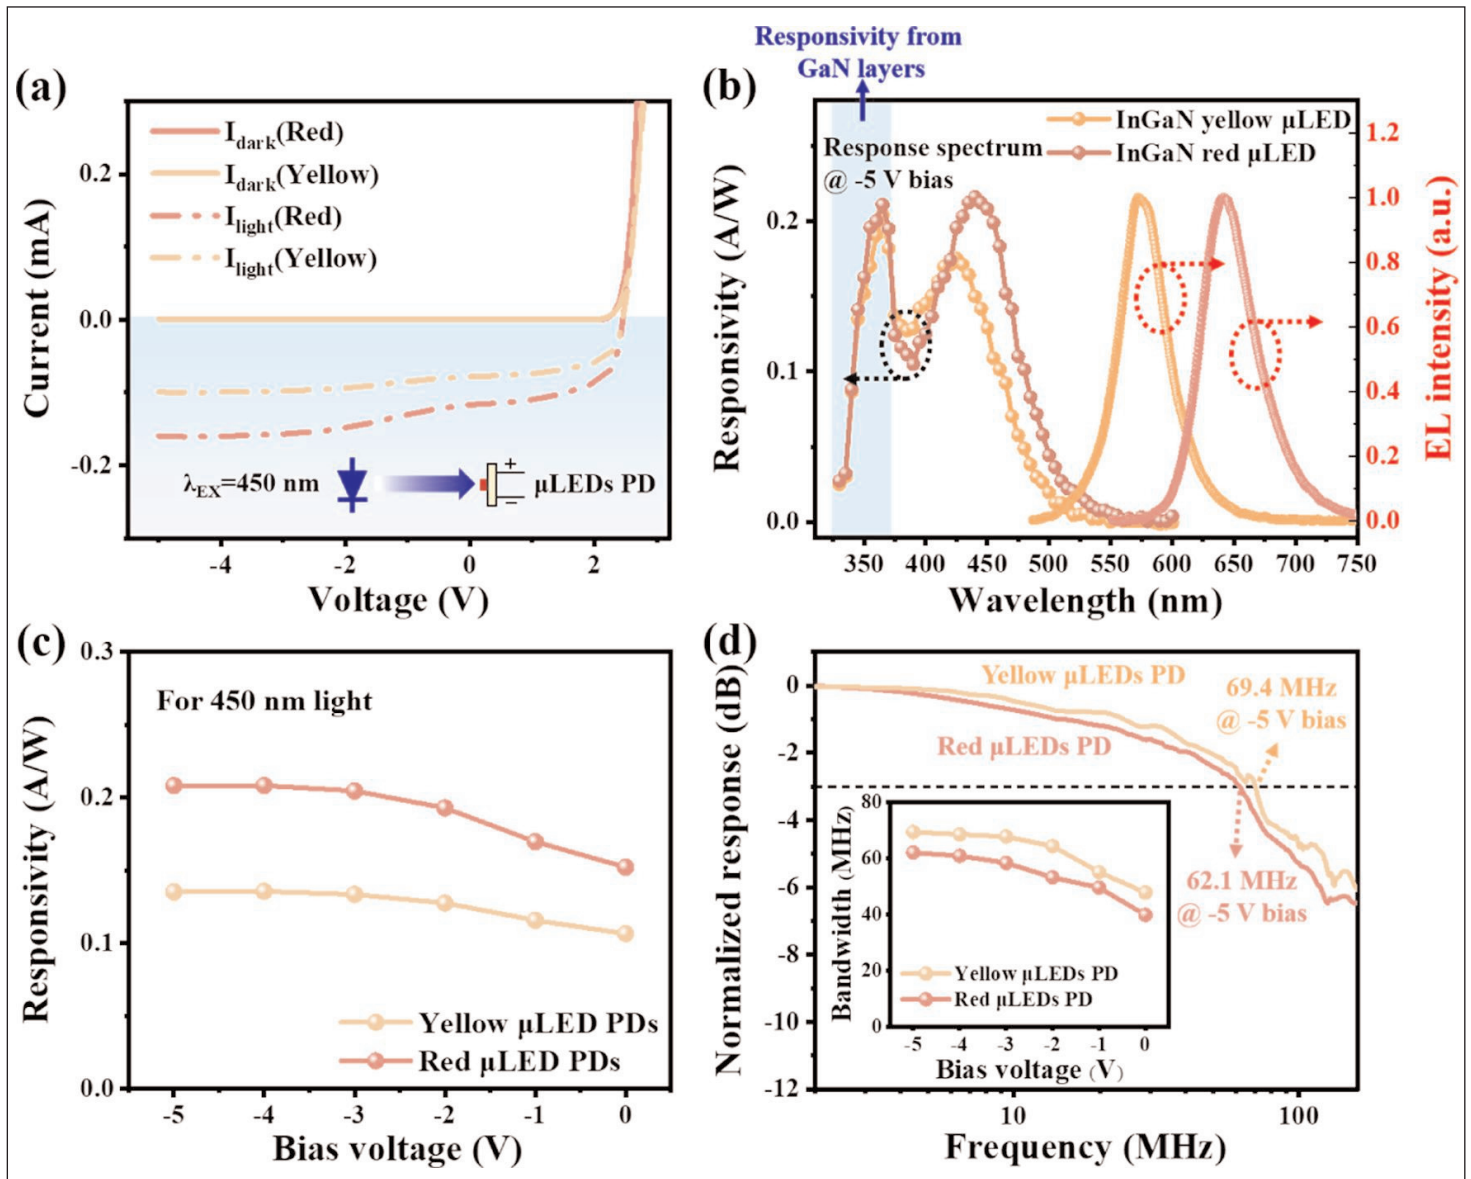 (a)
I_dark(Red)
I_dark(Yellow)
I_light(Red)
I_light(Yellow)
0.2
0.0
-0.2
Current (mA)
λ_EX=450 nm
+
−
μLEDs PD
-4
-2
0
2
Voltage (V)
(b)
Responsivity from
GaN layers
InGaN yellow μLED
InGaN red μLED
Response spectrum
@ -5 V bias
0.2
0.1
0.0
Responsivity (A/W)
1.2
1.0
0.8
0.6
0.4
0.2
0.0
EL intensity (a.u.)
350
400
450
500
550
600
650
700
750
Wavelength (nm)
(c)
0.3
0.2
0.1
0.0
Responsivity (A/W)
For 450 nm light
Yellow μLED PDs
Red μLED PDs
-5
-4
-3
-2
-1
0
Bias voltage (V)
(d)
0
-2
-4
-6
-8
-10
-12
Normalized response (dB)
Yellow μLEDs PD
69.4 MHz
@ -5 V bias
Red μLEDs PD
62.1 MHz
@ -5 V bias
80
60
40
20
0
Bandwidth (MHz)
Yellow μLEDs PD
Red μLEDs PD
-5
-4
-3
-2
-1
0
Bias voltage (V)
10
100
Frequency (MHz)